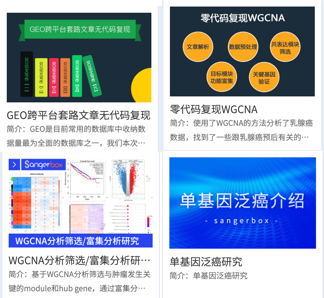 GEO跨平台套路文章无代码复现
GEO跨平台套路文章无代码复现
简介：GEO是目前常用的数据库中收纳数
据量最为全面的数据库之一，我们本次…
零代码复现WGCNA
文章解析
数据预处理
共表达模块
筛选
目标模块
功能富集
关键基因
验证
零代码复现WGCNA
简介：使用了WGCNA的方法分析了乳腺癌
数据，找到了一些跟乳腺癌预后有关的…
Sangerbox
WGCNA分析筛选/富集分析研究
WGCNA分析筛选/富集分析研…
简介：基于WGCNA分析筛选与肿瘤发生关
键的module和hub gene，通过富集分…
单基因泛癌介绍
- sangerbox -
单基因泛癌研究
简介：单基因泛癌研究